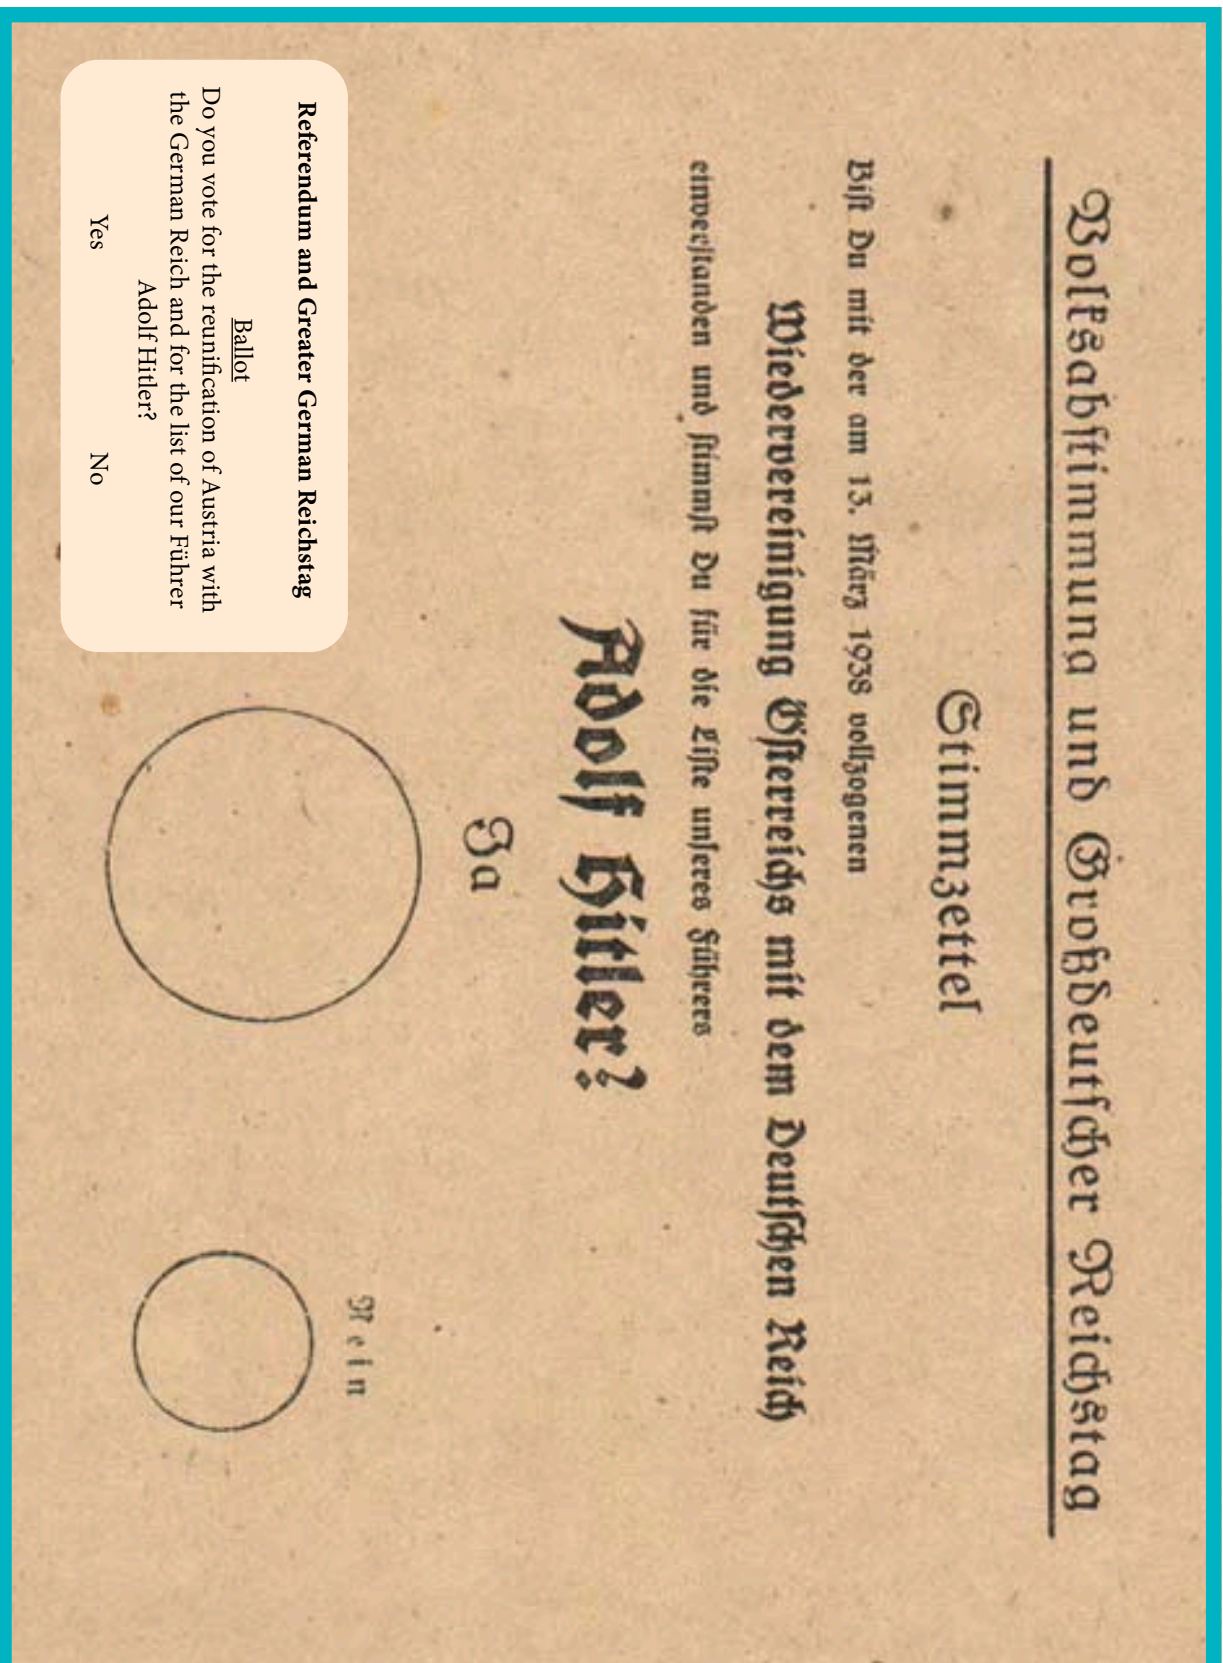 Volksabstimmung und Großdeutscher Reichstag
Stimmzettel
Bist Du mit der am 13. März 1938 vollzogenen
Wiedervereinigung Österreichs mit dem Deutschen Reich
einverstanden und stimmst Du für die Liste unseres Führers
Adolf Hitler?
Ja
Nein
Referendum and Greater German Reichstag
Ballot
Do you vote for the reunification of Austria with
the German Reich and for the list of our Führer
Adolf Hitler?
Yes No